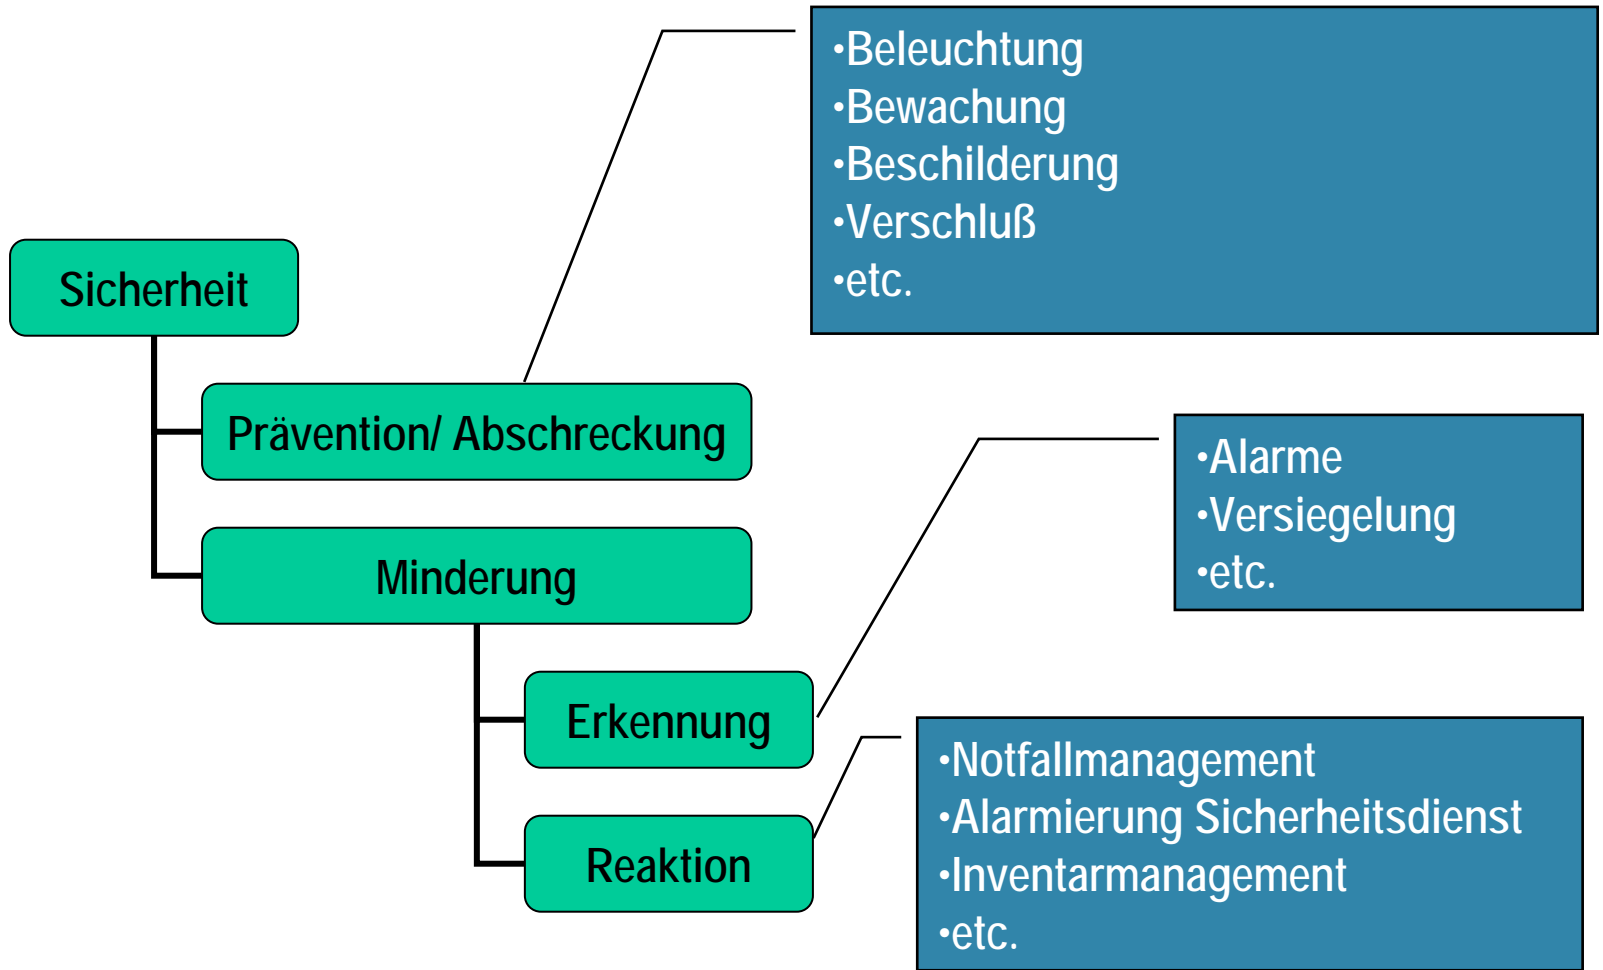 Sicherheit
Prävention/ Abschreckung
•Beleuchtung
•Bewachung
•Beschilderung
•Verschluß
•etc.
Minderung
Erkennung
•Alarme
•Versiegelung
•etc.
Reaktion
•Notfallmanagement
•Alarmierung Sicherheitsdienst
•Inventarmanagement
•etc.